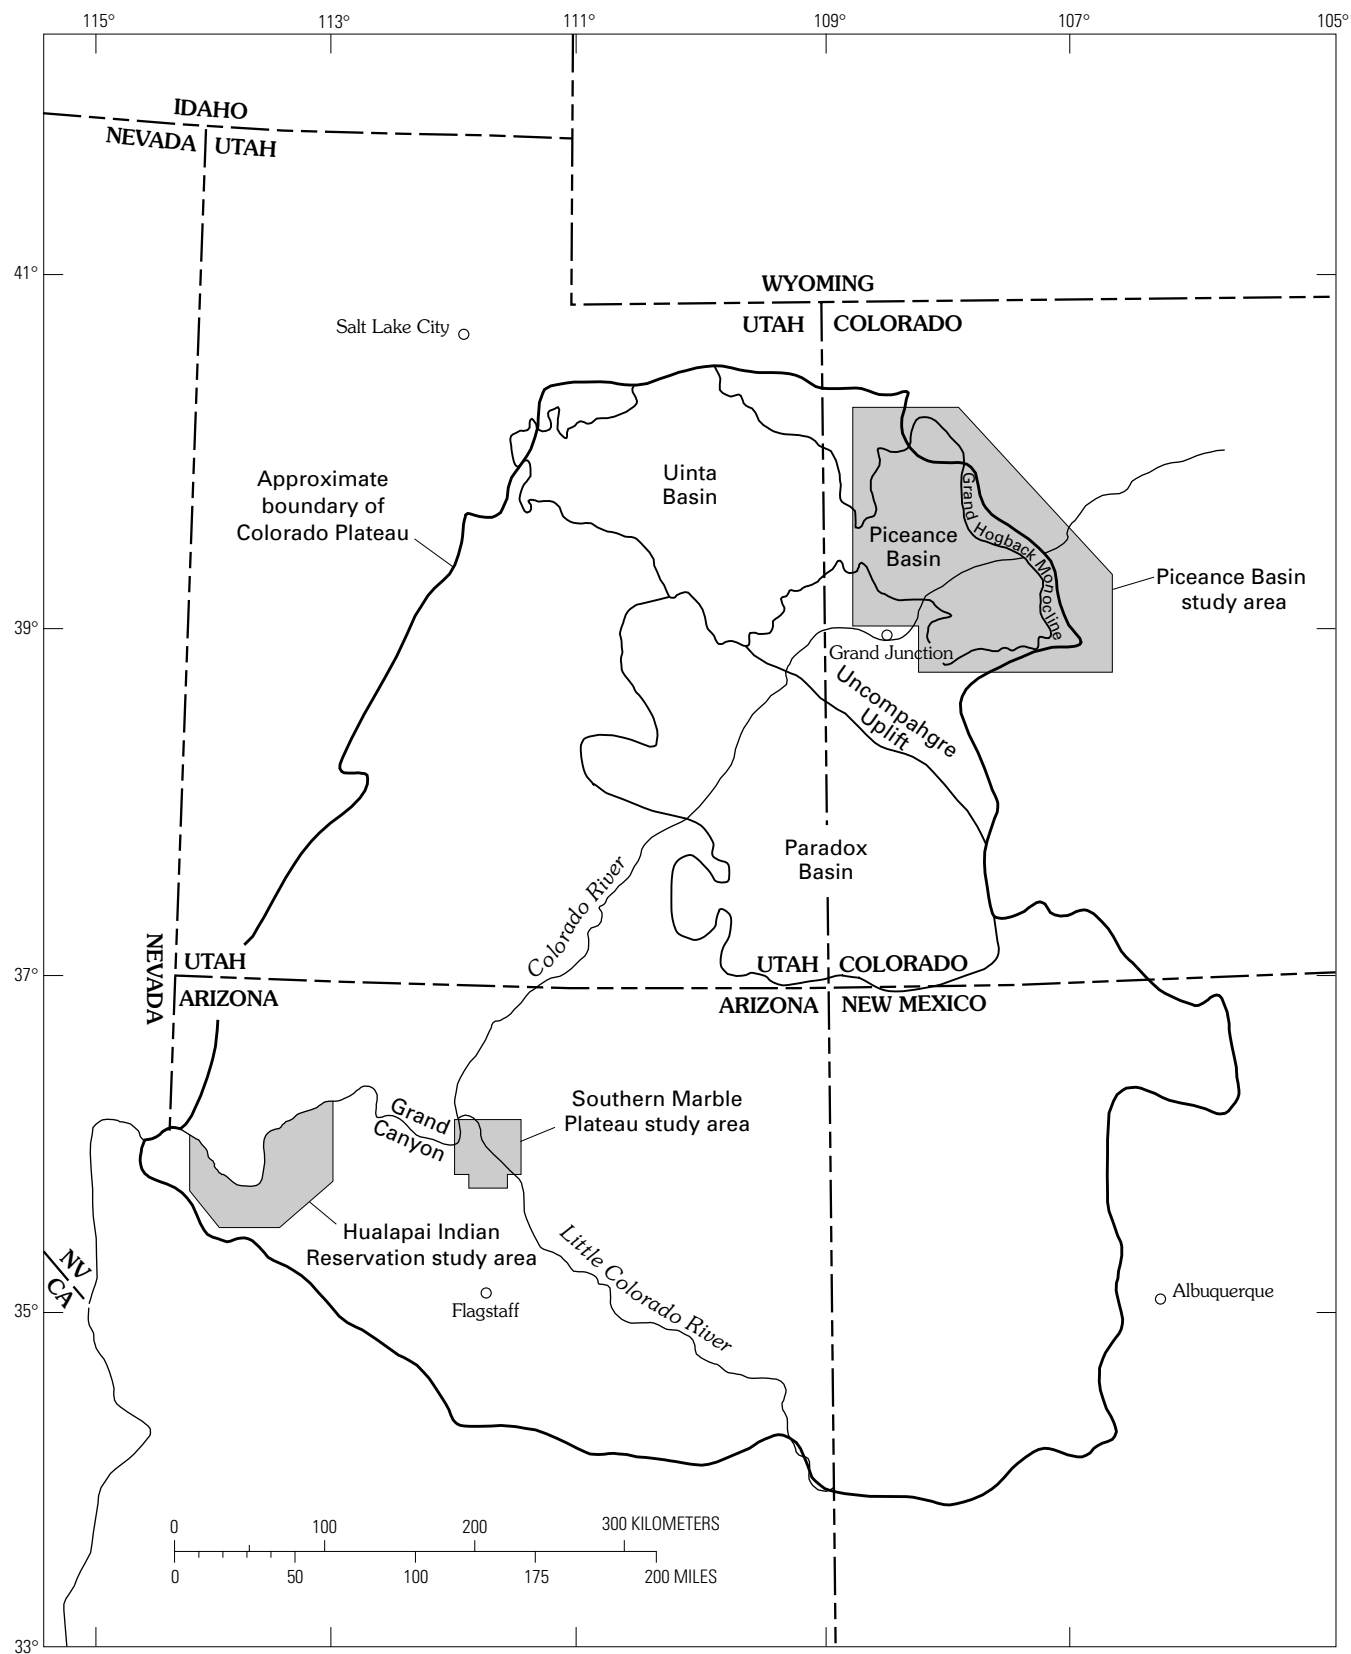 115° 113° 111° 109° 107° 105°
IDAHO
NEVADA UTAH
41°
WYOMING
UTAH COLORADO
Salt Lake City
Approximate
boundary of
Colorado Plateau
Uinta
Basin
Grand Hogback Monocline
Piceance
Basin
Piceance Basin
study area
39°
Grand Junction
Uncompahgre
Uplift
Paradox
Basin
Colorado River
NEVADA
UTAH
ARIZONA
37°
UTAH COLORADO
ARIZONA NEW MEXICO
Grand
Canyon
Southern Marble
Plateau study area
Hualapai Indian
Reservation study area
Little Colorado River
NV
CA
35°
Flagstaff
Albuquerque
0 100 200 300 KILOMETERS
0 50 100 175 200 MILES
33°